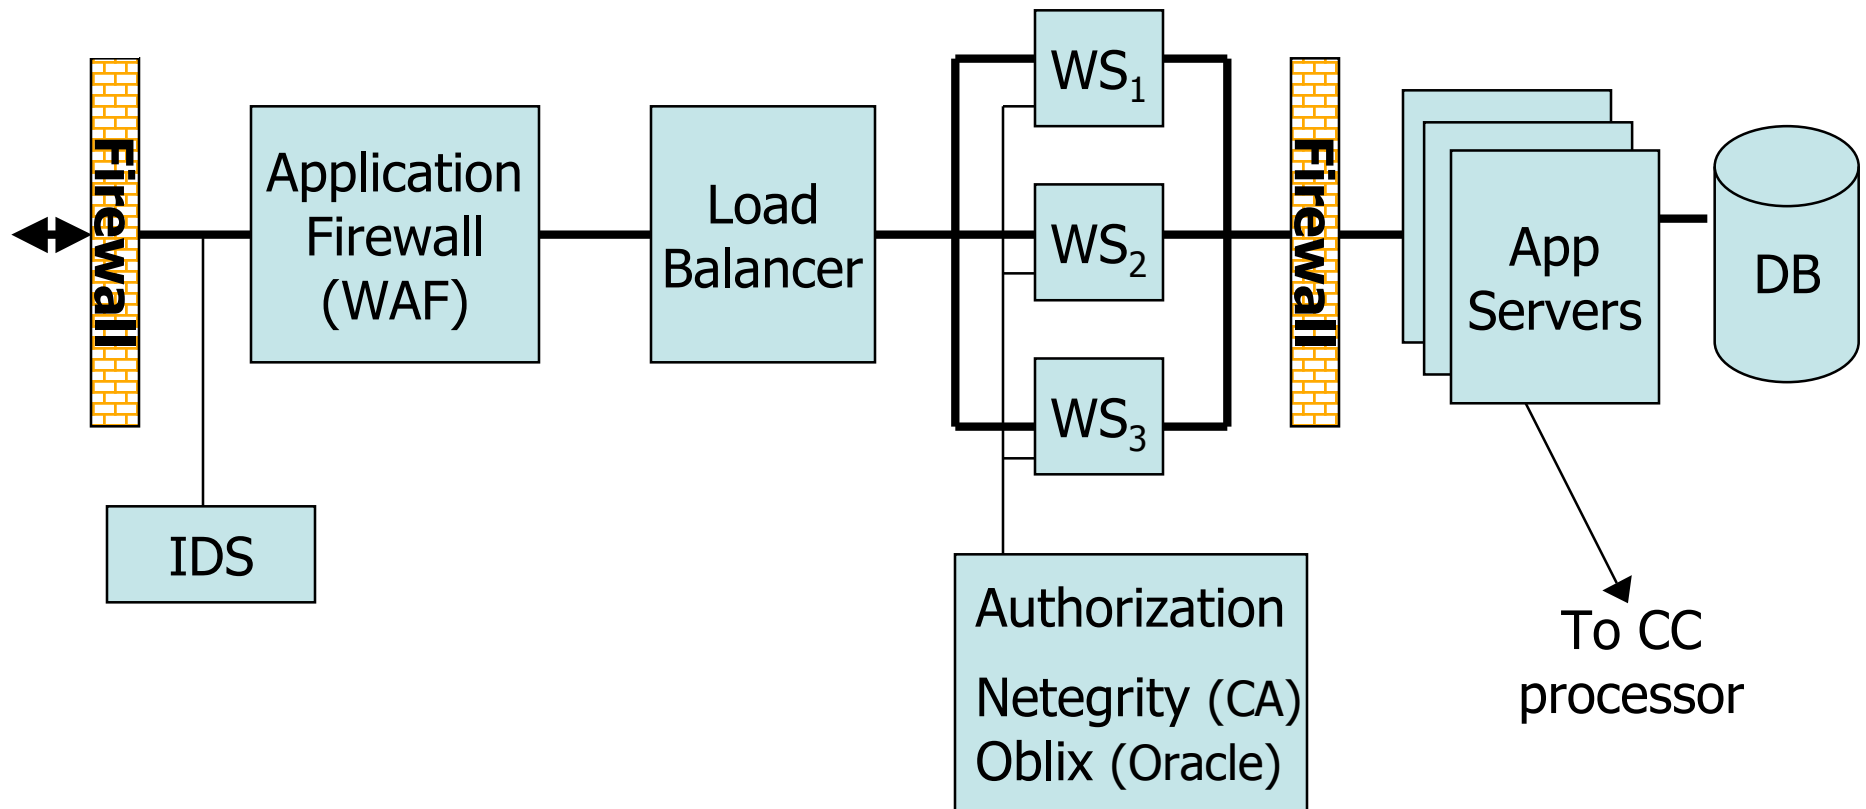 Firewall
Application
Firewall
(WAF)
Load
Balancer
WS1
WS2
WS3
Firewall
App
Servers
DB
IDS
Authorization
Netegrity (CA)
Oblix (Oracle)
To CC
processor